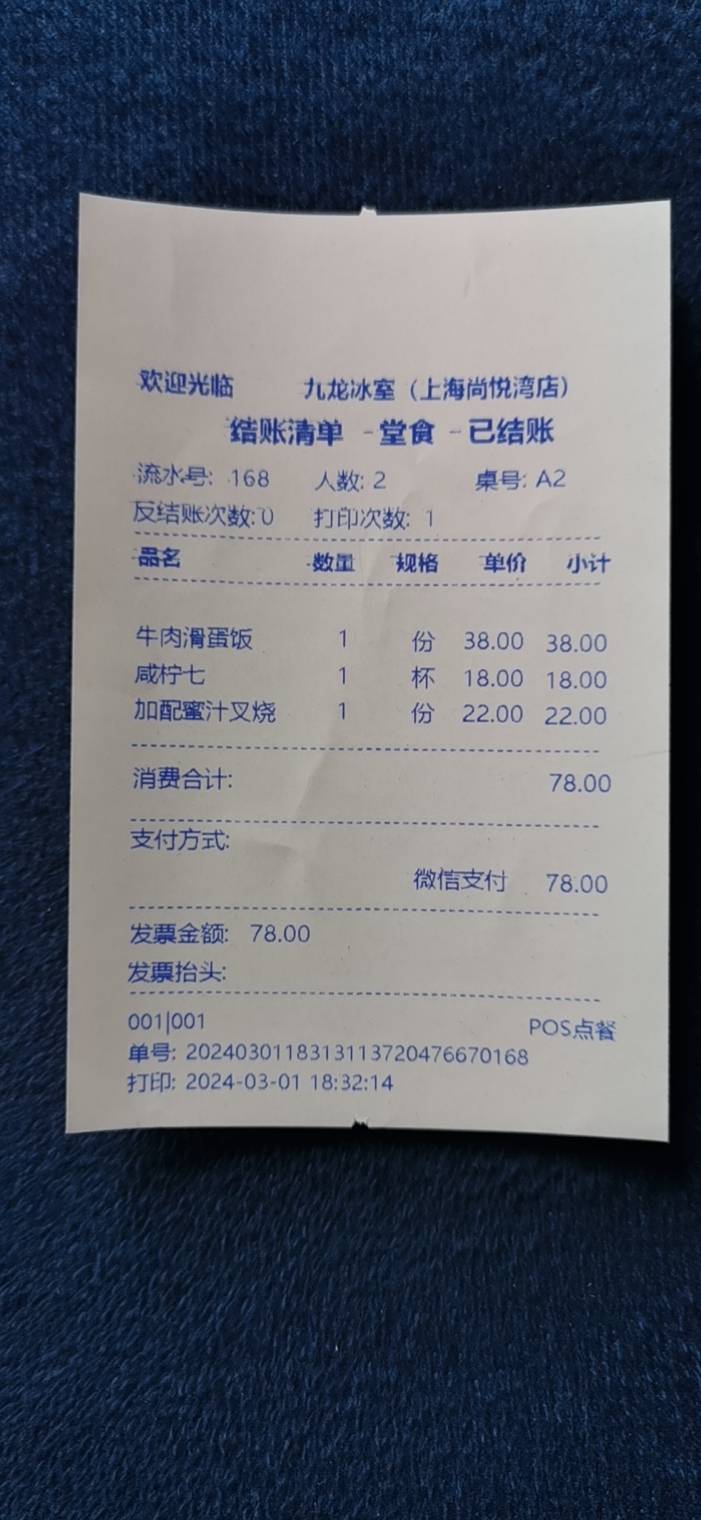 欢迎光临 九龙冰室（上海尚悦湾店）
结账清单 -堂食 -已结账
流水号: 168 人数: 2 桌号: A2
反结账次数:0 打印次数: 1
品名 数量 规格 单价 小计
牛肉滑蛋饭 1 份 38.00 38.00
咸柠七 1 杯 18.00 18.00
加配蜜汁叉烧 1 份 22.00 22.00
消费合计: 78.00
支付方式:
微信支付 78.00
发票金额: 78.00
发票抬头:
001|001 POS点餐
单号: 2024030118313113720476670168
打印: 2024-03-01 18:32:14